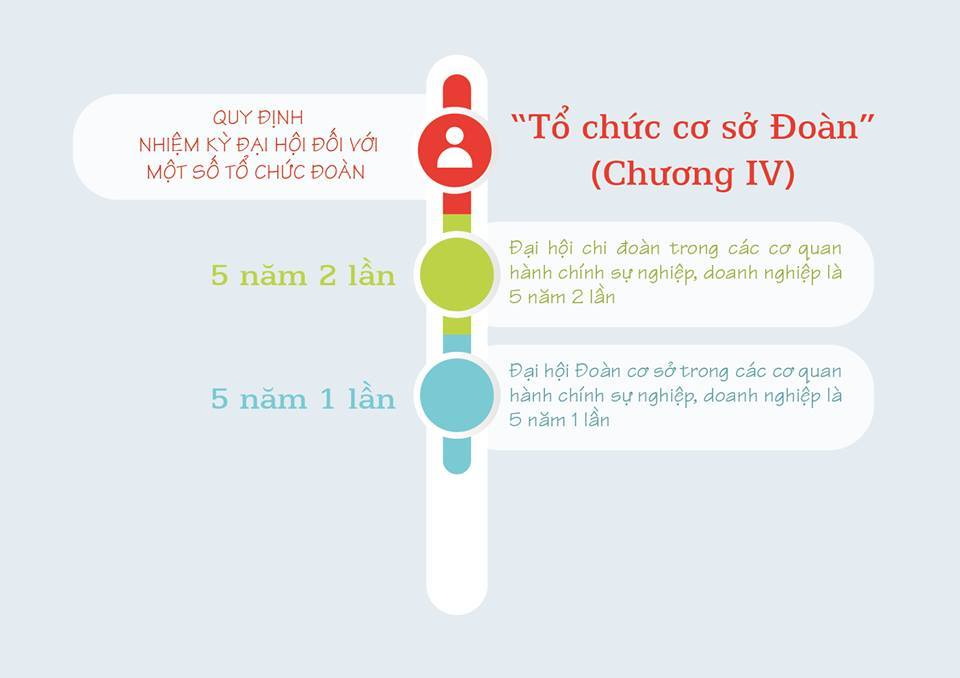 QUY ĐỊNH
NHIỆM KỲ ĐẠI HỘI ĐỐI VỚI
MỘT SỐ TỔ CHỨC ĐOÀN
“Tổ chức cơ sở Đoàn”
(Chương IV)
5 năm 2 lần
Đại hội chi đoàn trong các cơ quan
hành chính sự nghiệp, doanh nghiệp là
5 năm 2 lần
5 năm 1 lần
Đại hội Đoàn cơ sở trong các cơ quan
hành chính sự nghiệp, doanh nghiệp là
5 năm 1 lần